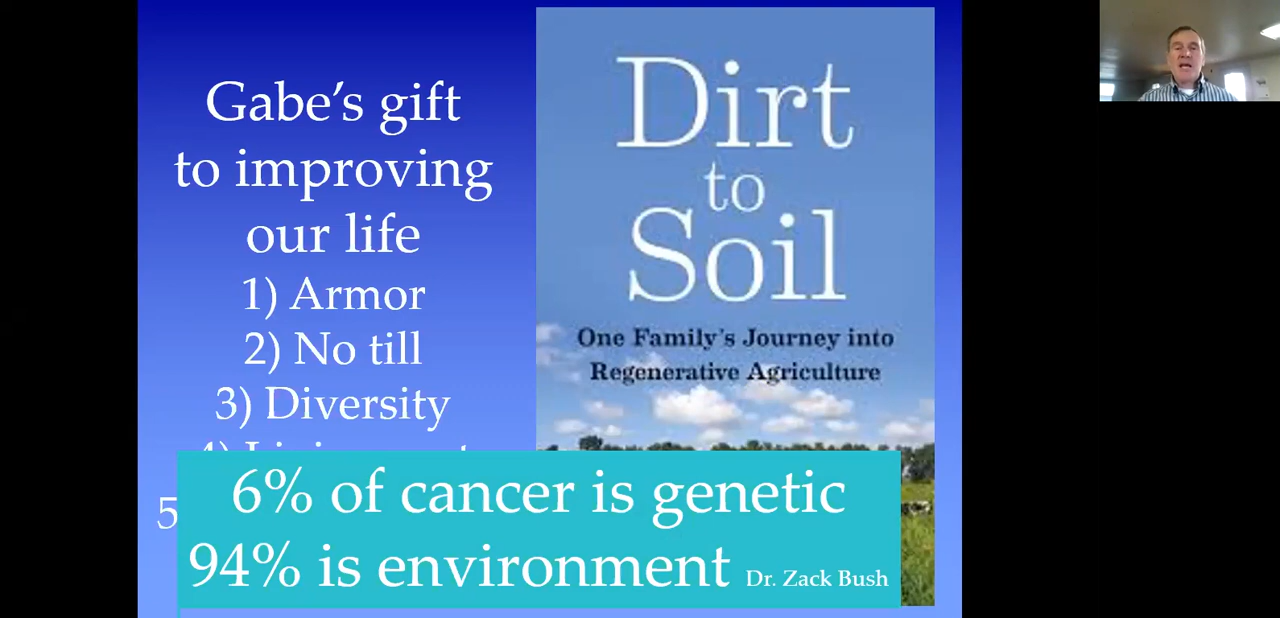 Gabe's gift
to improving
our life
1) Armor
2) No till
3) Diversity
5
Dirt
to
Soil
One Family's Journey into
Regenerative Agriculture
6% of cancer is genetic
94% is environment Dr. Zack Bush